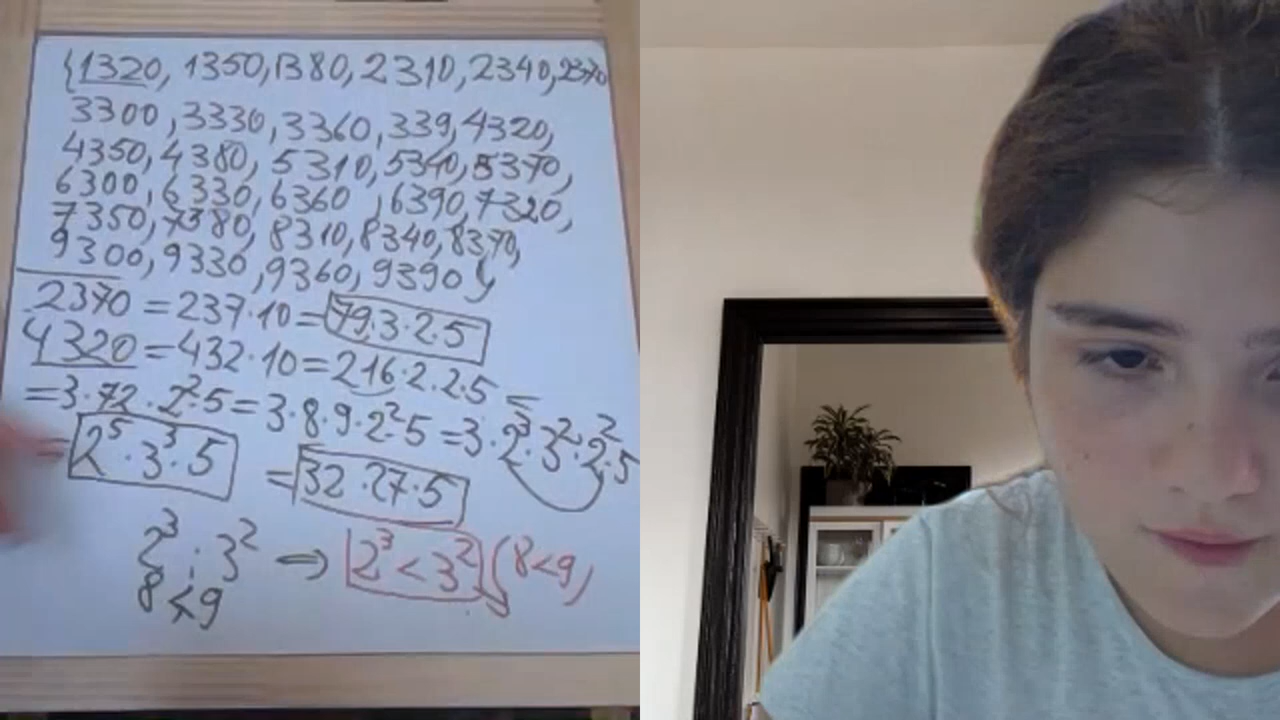 {1320, 1350, 1380, 2310, 2340, 2370
3300, 3330, 3360, 339, 4320,
4350, 4380, 5310, 5340, 5370,
6300, 6330, 6360, 6390, 7320,
7350, 7380, 8310, 8340, 8370,
9300, 9330, 9360, 9390}
2370 = 237·10 = 79·3·2·5
4320 = 432·10 = 216·2·2·5 =
= 3·72·2²·5 = 3·8·9·2²·5 = 3·2³·3²·2²·5
= 2⁵·3³·5 = 32·27·5
2³ : 3² ⇒ 2³ < 3² (8<9)
8 < 9